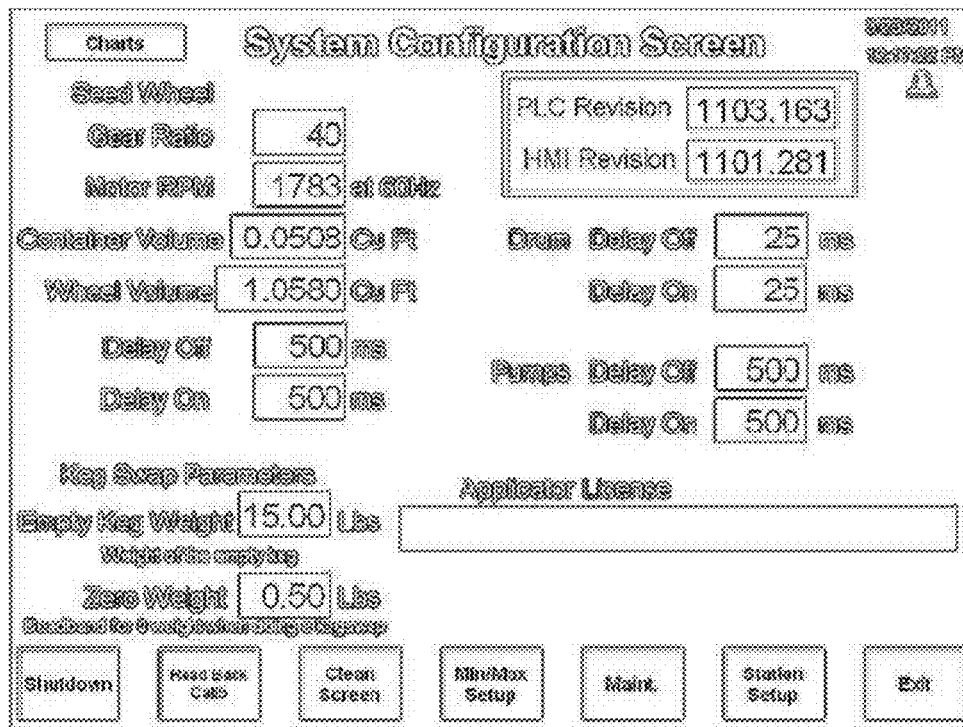 Charts
System Configuration Screen
Seed Wheel
Gear Ratio 40
Motor RPM 1783 at 60Hz
PLC Revision 1103.163
HMI Revision 1101.281
Container Volume 0.0508 Cu Ft
Wheel Volume 1.0580 Cu Ft
Delay Off 500 ms
Delay On 500 ms
Drum Delay Off 25 ms
Delay On 25 ms
Pumps Delay Off 500 ms
Delay On 500 ms
Keg Swap Parameters
Empty Keg Weight 15.00 Lbs
Weight of the empty keg
Zero Weight 0.50 Lbs
Applicator License
Shutdown
Head Back
Clean Screen
Min/Max Setup
Maint.
Station Setup
Exit